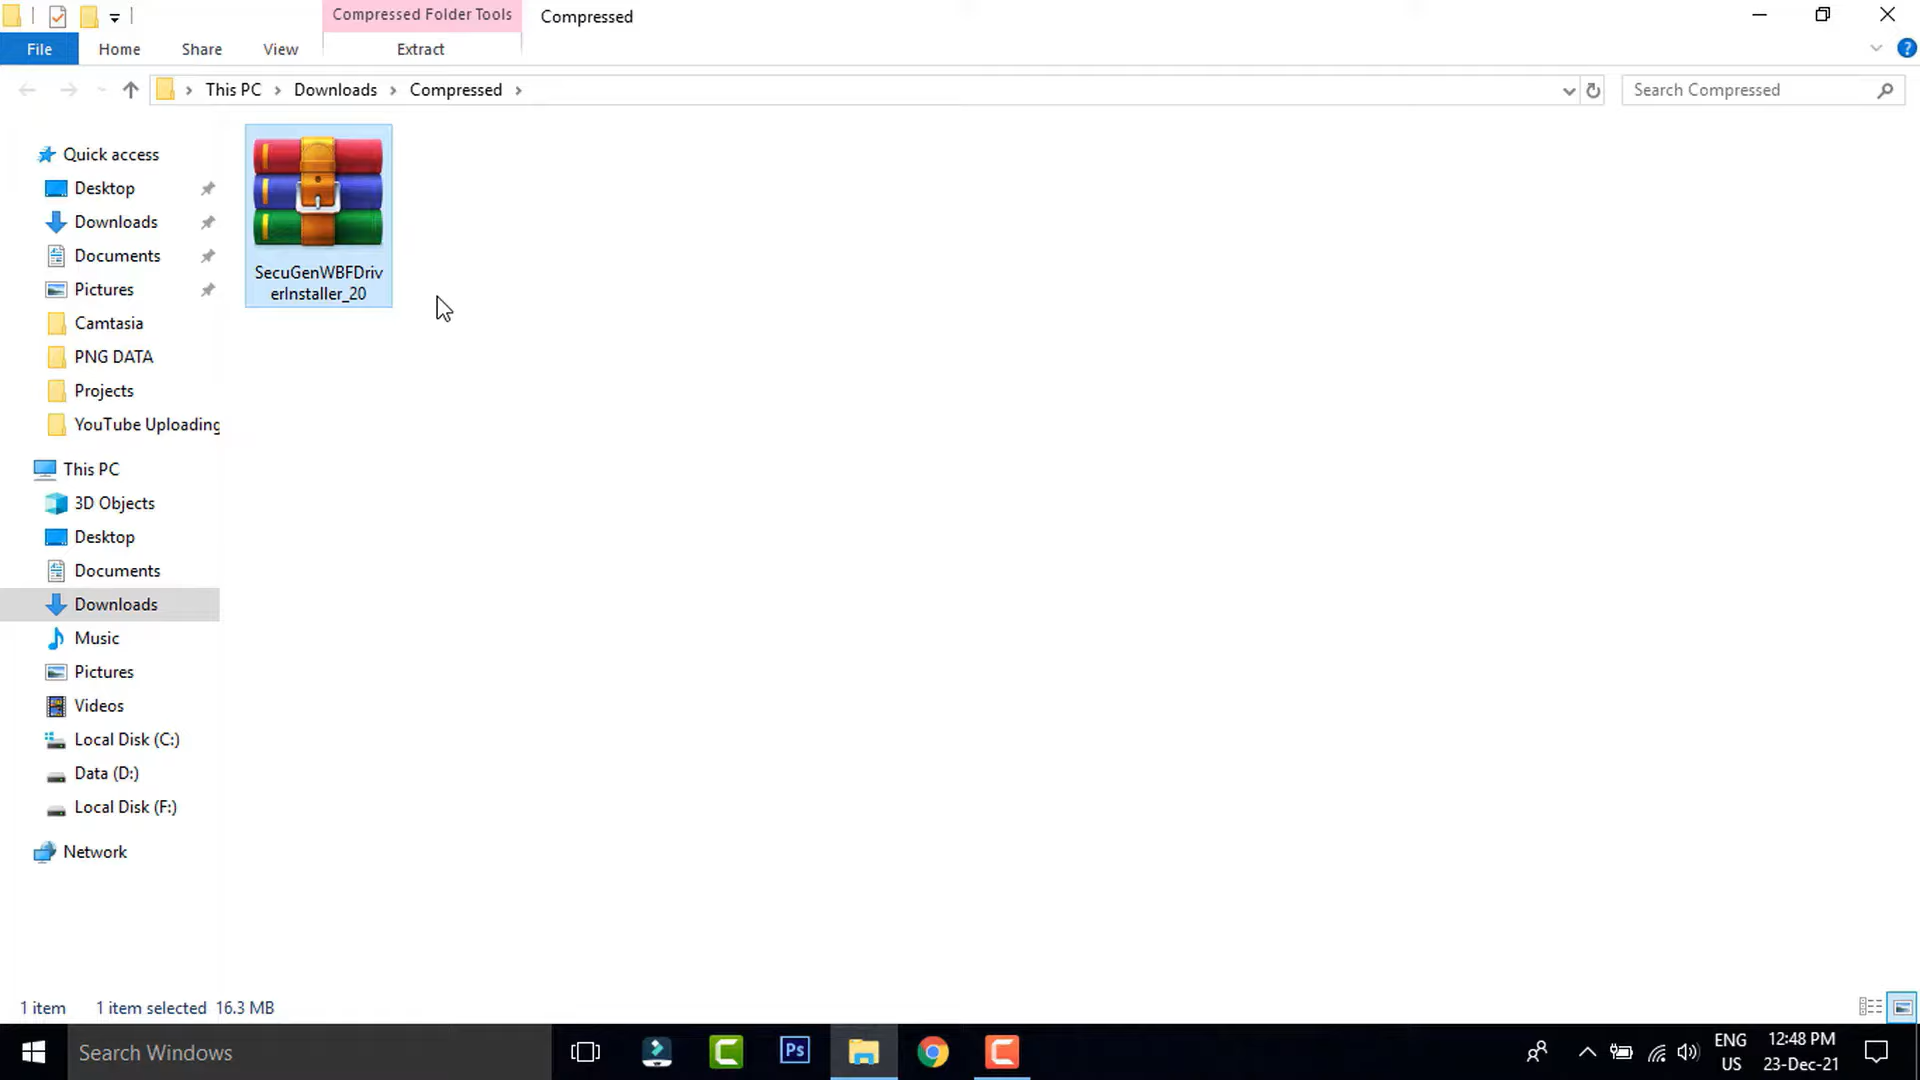 Compressed Folder Tools
Compressed
File
Home
Share
View
Extract
This PC
Downloads
Compressed
Search Compressed
Quick access
Desktop
Downloads
Documents
Pictures
Camtasia
PNG DATA
Projects
YouTube Uploading
This PC
3D Objects
Desktop
Documents
Downloads
Music
Pictures
Videos
Local Disk (C:)
Data (D:)
Local Disk (F:)
Network
SecuGenWBFDriv
erInstaller_20
1 item
1 item selected 16.3 MB
Search Windows
Ps
ENG
US
12:48 PM
23-Dec-21